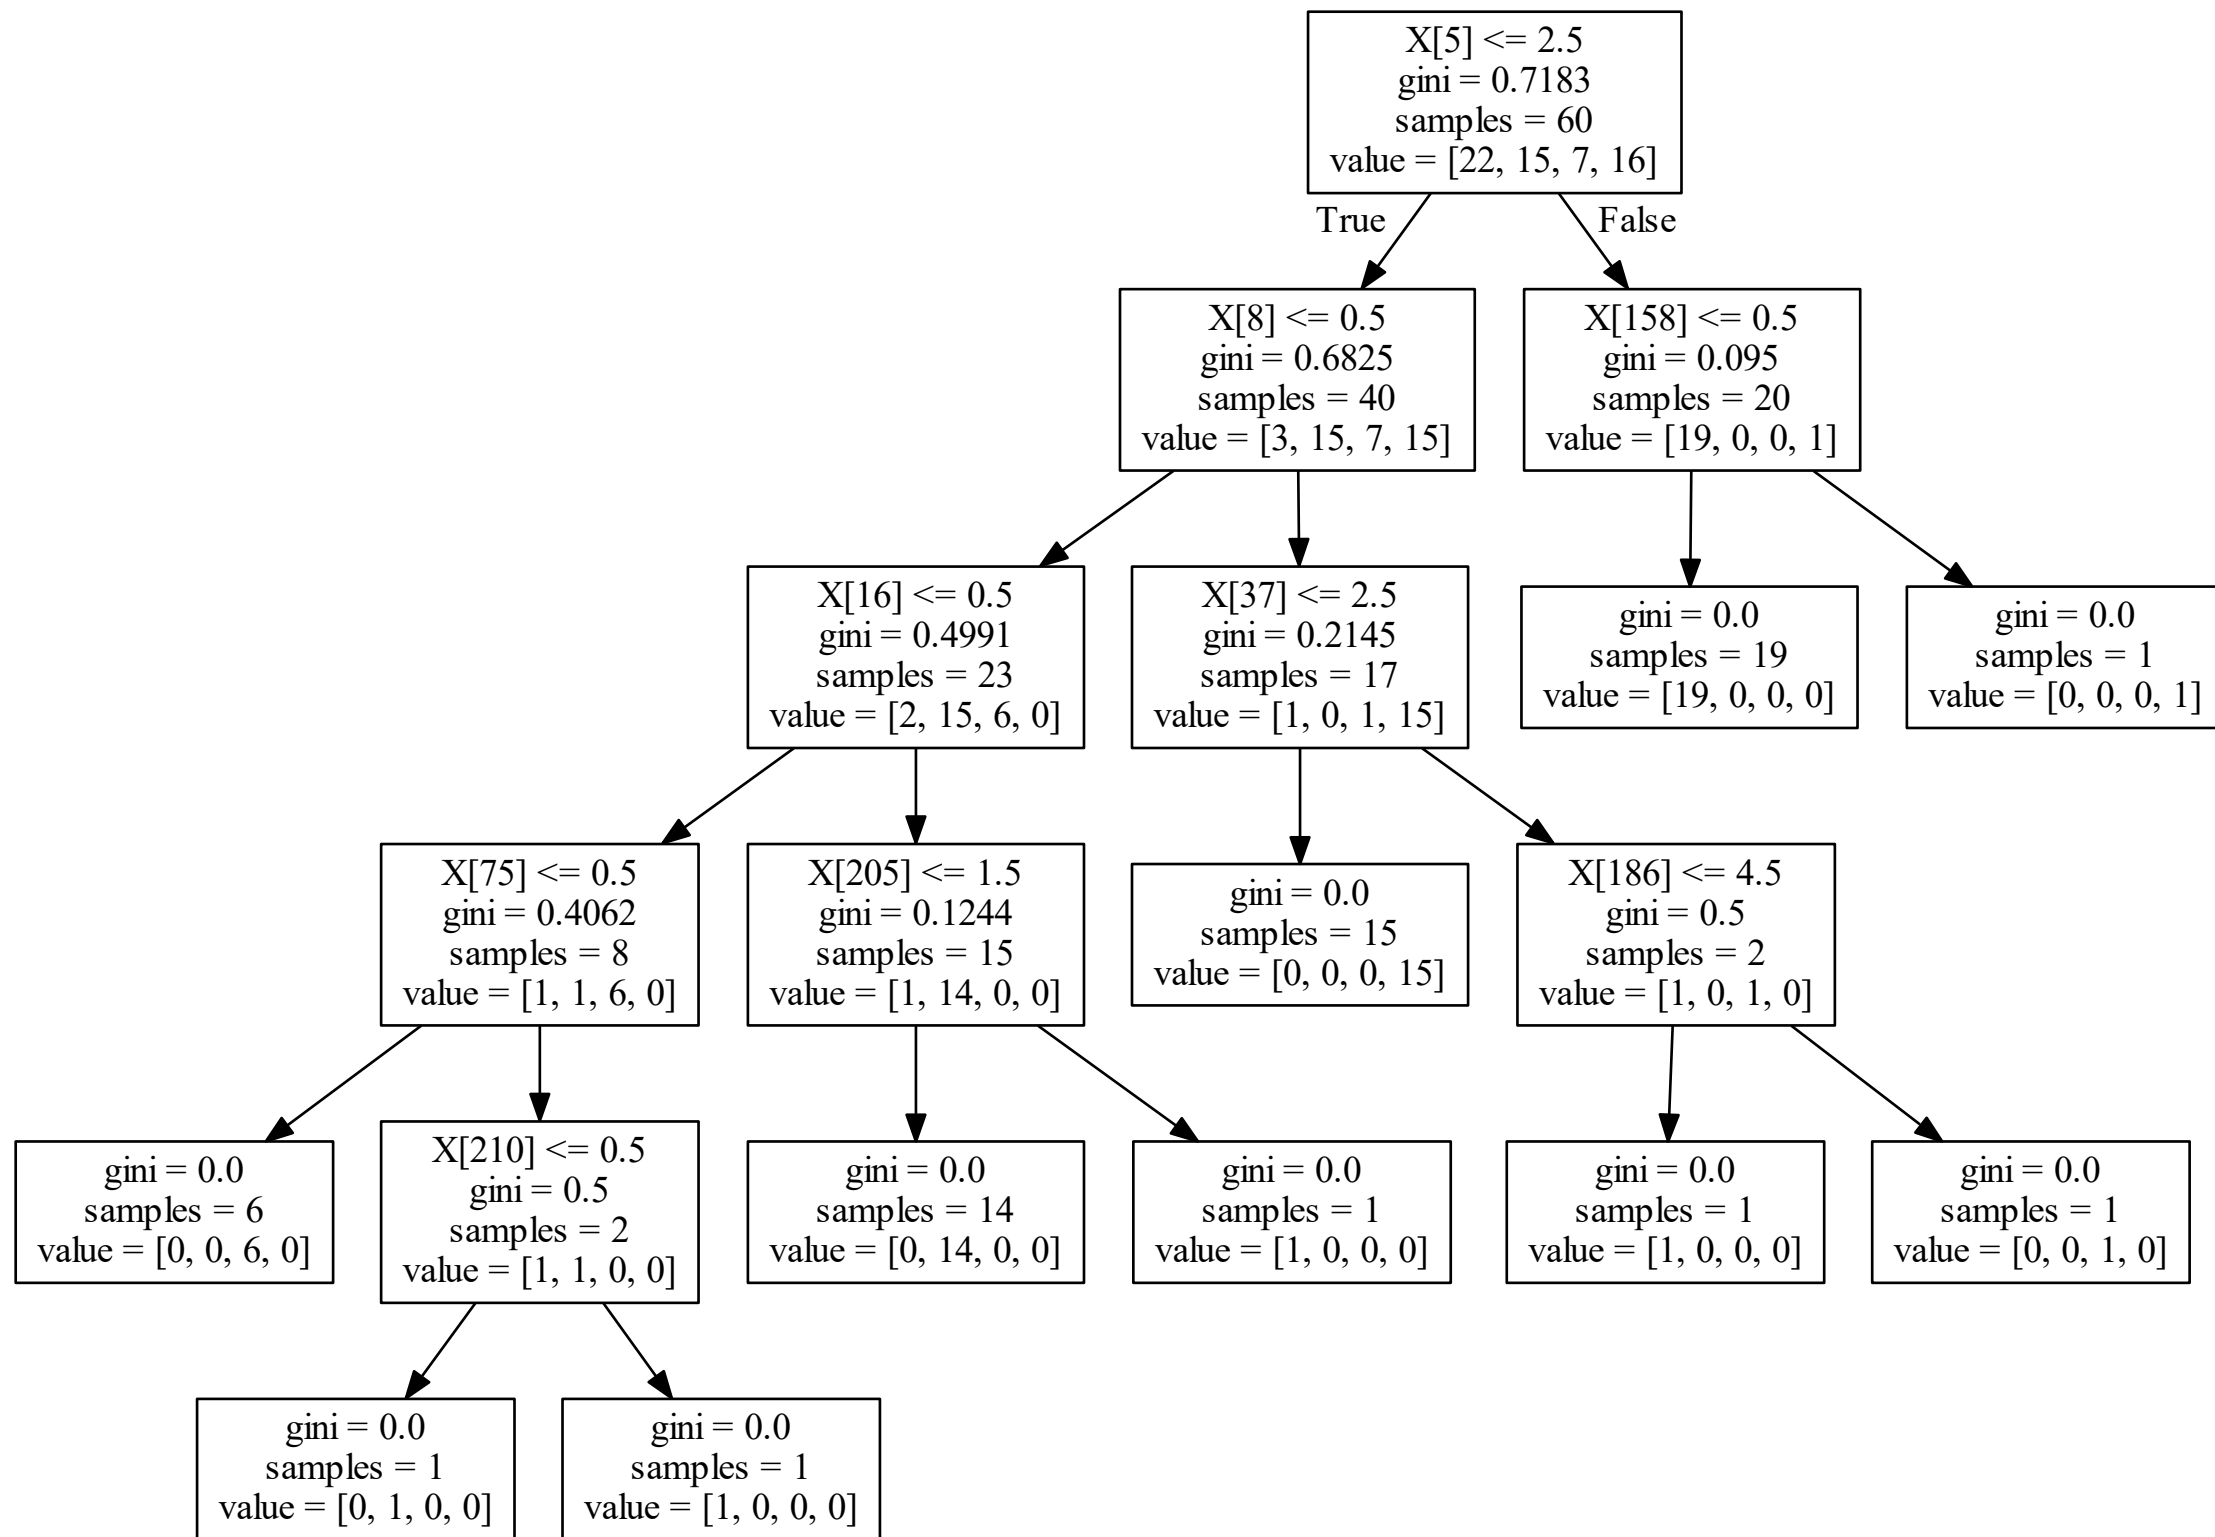 X[5] <= 2.5
gini = 0.7183
samples = 60
value = [22, 15, 7, 16]
True
False
X[8] <= 0.5
gini = 0.6825
samples = 40
value = [3, 15, 7, 15]
X[158] <= 0.5
gini = 0.095
samples = 20
value = [19, 0, 0, 1]
X[16] <= 0.5
gini = 0.4991
samples = 23
value = [2, 15, 6, 0]
X[37] <= 2.5
gini = 0.2145
samples = 17
value = [1, 0, 1, 15]
gini = 0.0
samples = 19
value = [19, 0, 0, 0]
gini = 0.0
samples = 1
value = [0, 0, 0, 1]
X[75] <= 0.5
gini = 0.4062
samples = 8
value = [1, 1, 6, 0]
X[205] <= 1.5
gini = 0.1244
samples = 15
value = [1, 14, 0, 0]
gini = 0.0
samples = 15
value = [0, 0, 0, 15]
X[186] <= 4.5
gini = 0.5
samples = 2
value = [1, 0, 1, 0]
gini = 0.0
samples = 6
value = [0, 0, 6, 0]
X[210] <= 0.5
gini = 0.5
samples = 2
value = [1, 1, 0, 0]
gini = 0.0
samples = 14
value = [0, 14, 0, 0]
gini = 0.0
samples = 1
value = [1, 0, 0, 0]
gini = 0.0
samples = 1
value = [1, 0, 0, 0]
gini = 0.0
samples = 1
value = [0, 0, 1, 0]
gini = 0.0
samples = 1
value = [0, 1, 0, 0]
gini = 0.0
samples = 1
value = [1, 0, 0, 0]